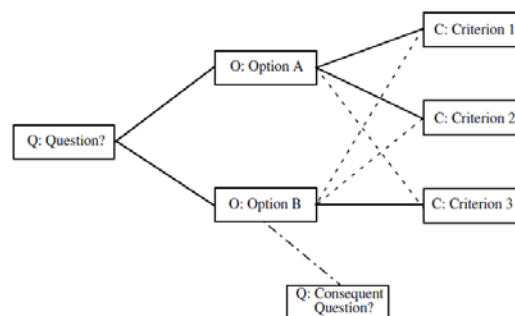 C: Criterion 1
O: Option A
C: Criterion 2
Q: Question?
O: Option B
C: Criterion 3
Q: Consequent
Question?